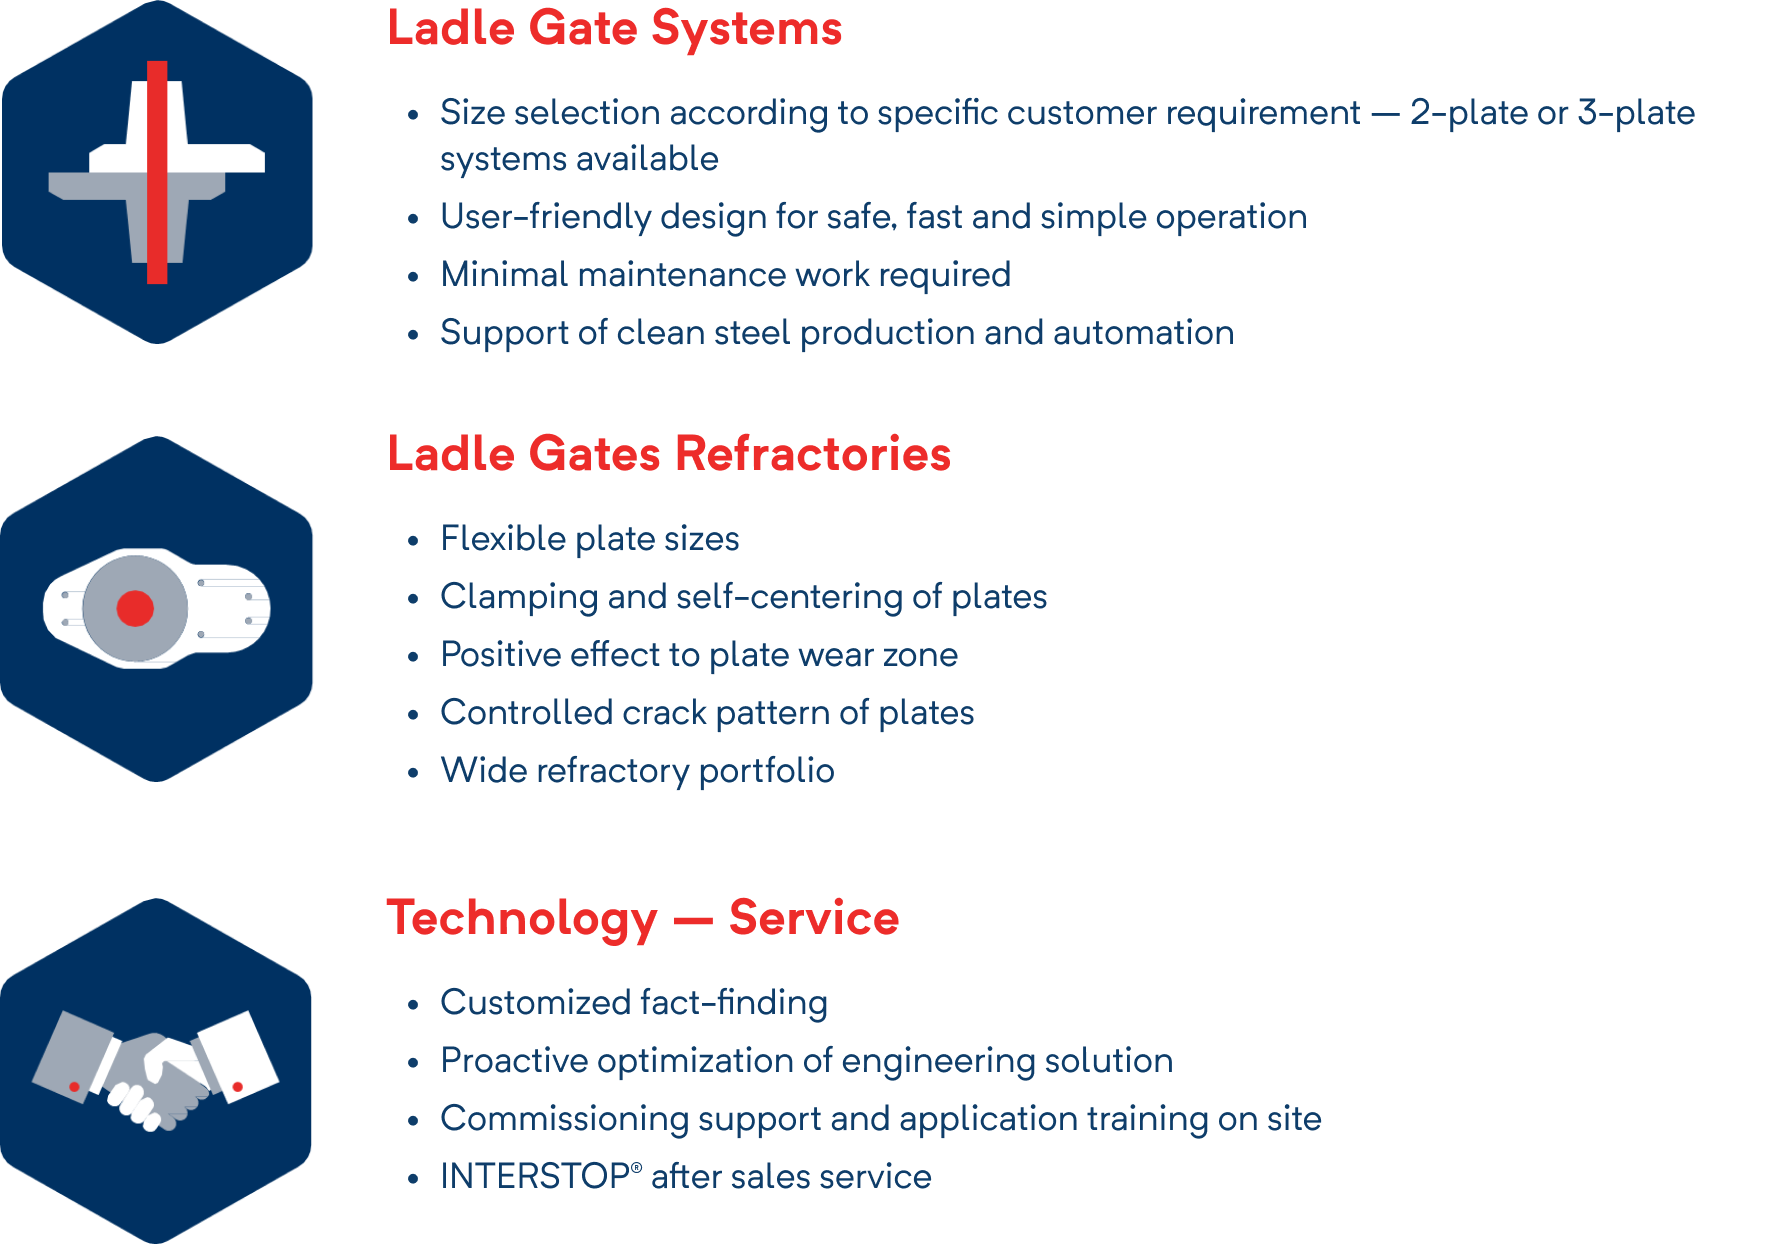 Ladle Gate Systems
• Size selection according to specific customer requirement — 2-plate or 3-plate
systems available
• User-friendly design for safe, fast and simple operation
• Minimal maintenance work required
• Support of clean steel production and automation
Ladle Gates Refractories
• Flexible plate sizes
• Clamping and self-centering of plates
• Positive effect to plate wear zone
• Controlled crack pattern of plates
• Wide refractory portfolio
Technology — Service
• Customized fact-finding
• Proactive optimization of engineering solution
• Commissioning support and application training on site
• INTERSTOP® after sales service